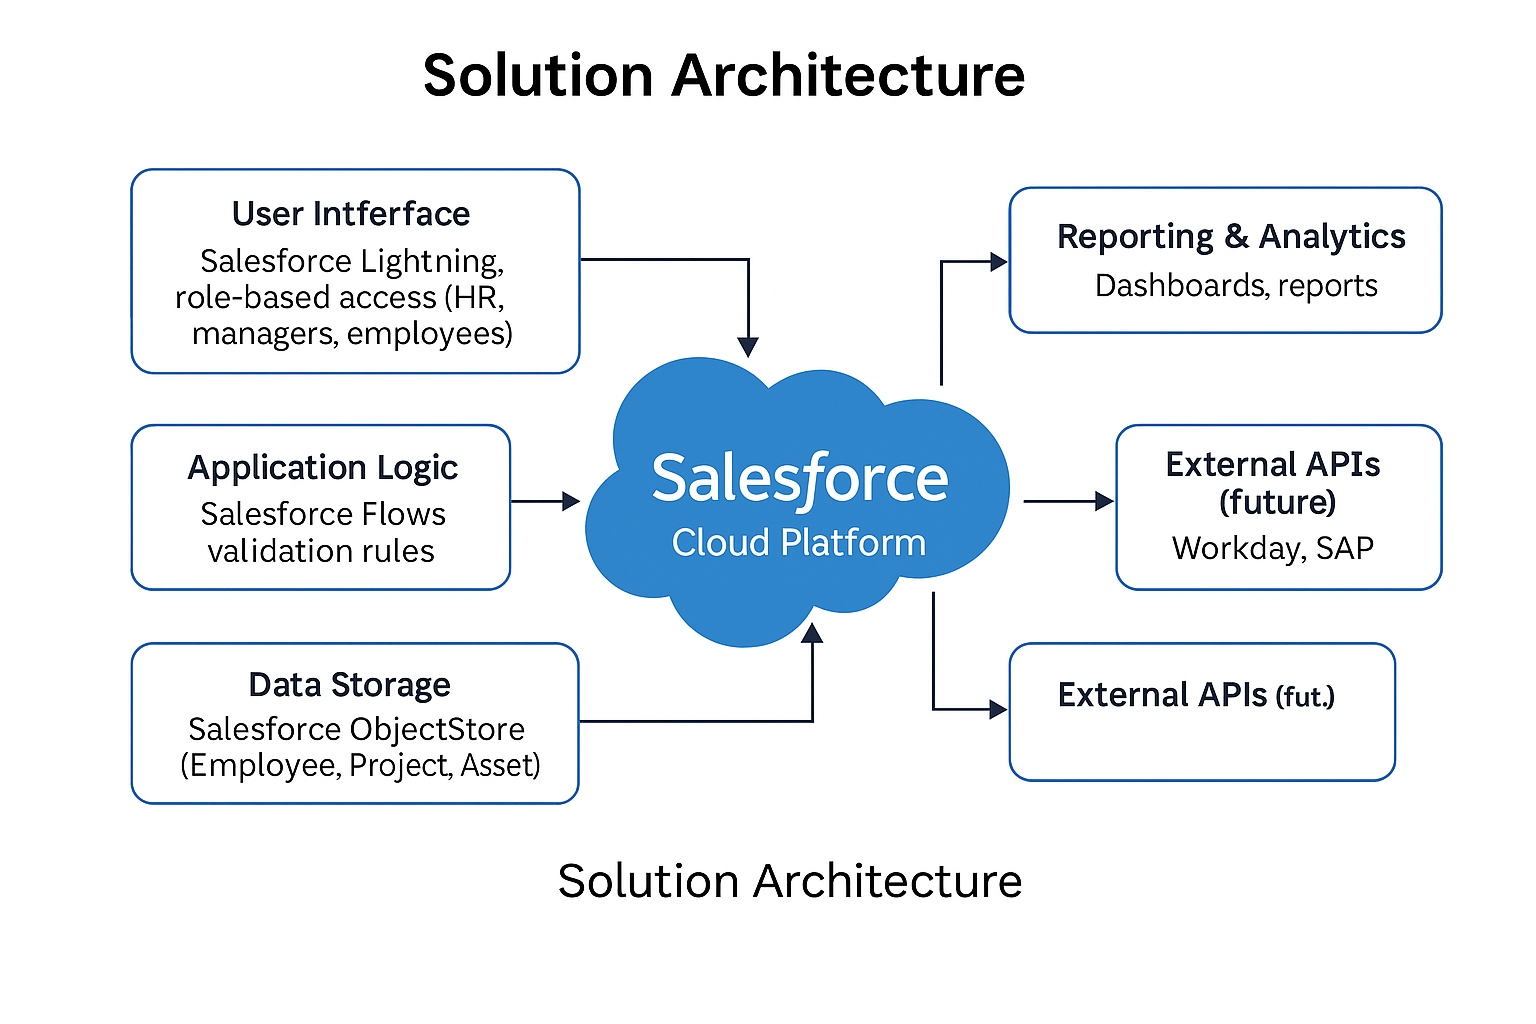 Solution Architecture
User Intferface
Salesforce Lightning,
role-based access (HR,
managers, employees)
Application Logic
Salesforce Flows
validation rules
Data Storage
Salesforce ObjectStore
(Employee, Project, Asset)
Salesforce
Cloud Platform
Reporting & Analytics
Dashboards, reports
External APIs
(future)
Workday, SAP
External APIs (fut.)
Solution Architecture